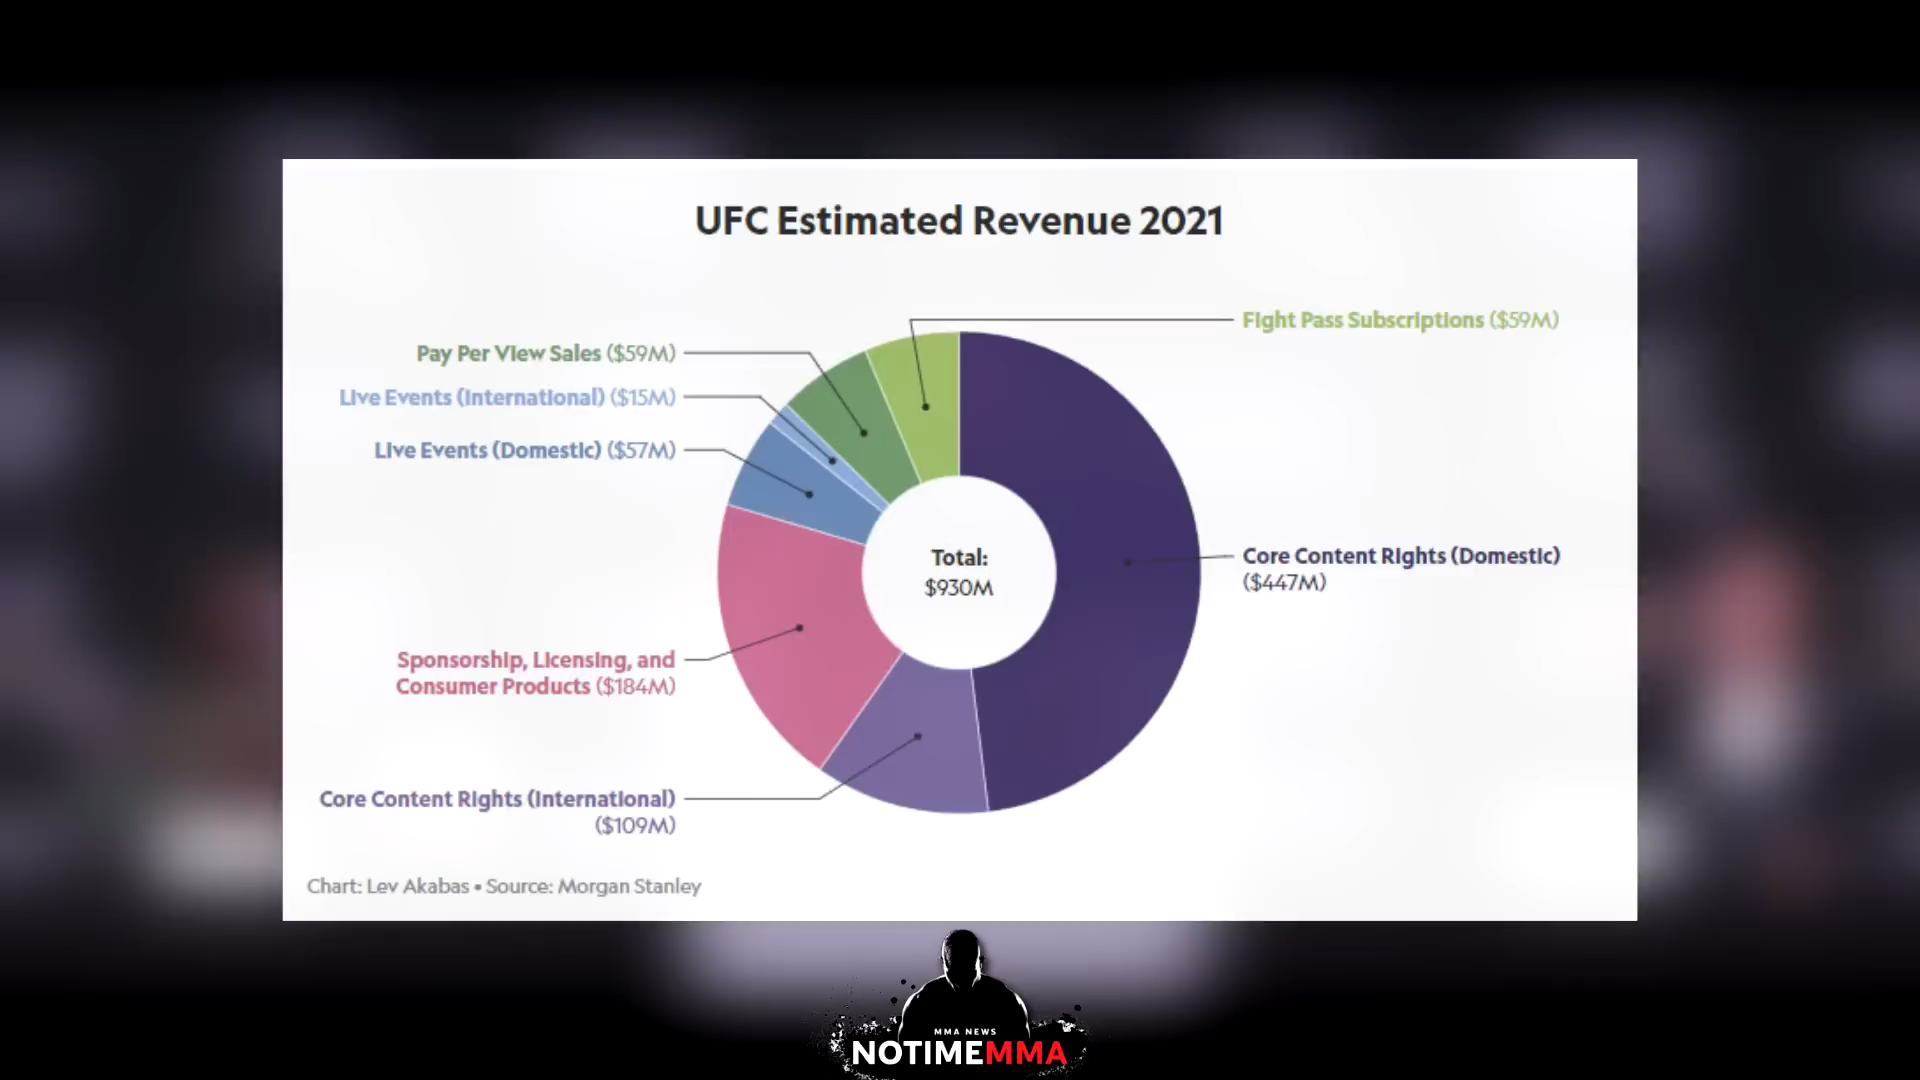 UFC Estimated Revenue 2021
Fight Pass Subscriptions ($59M)
Pay Per View Sales ($59M)
Live Events (International) ($15M)
Live Events (Domestic) ($57M)
Total:
$930M
Core Content Rights (Domestic)
($447M)
Sponsorship, Licensing, and
Consumer Products ($184M)
Core Content Rights (International)
($109M)
Chart: Lev Akabas • Source: Morgan Stanley
MMA NEWS
NOTIMEMMA